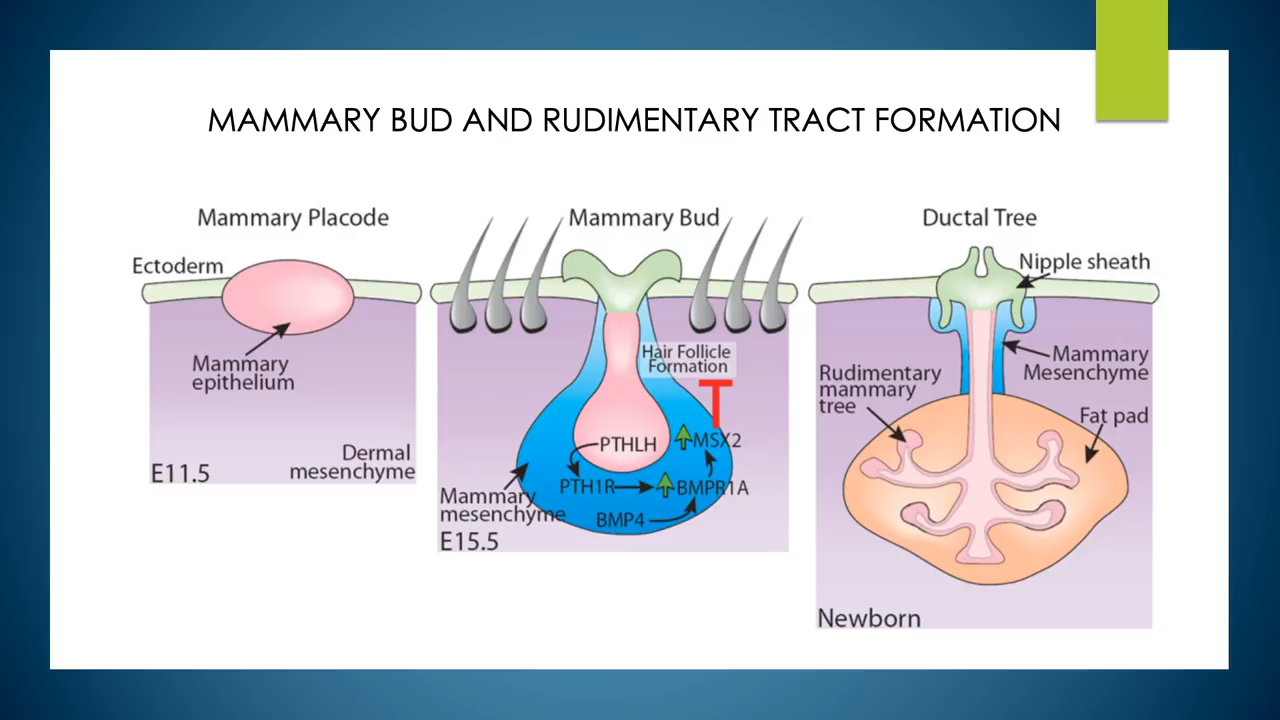 MAMMARY BUD AND RUDIMENTARY TRACT FORMATION
Mammary Placode
Ectoderm
Mammary
epithelium
Dermal
mesenchyme
E11.5
Mammary Bud
Hair Follicle
Formation
PTHLH
MSX2
PTH1R
BMPR1A
BMP4
Mammary
mesenchyme
E15.5
Ductal Tree
Nipple sheath
Mammary
Mesenchyme
Rudimentary
mammary
tree
Fat pad
Newborn